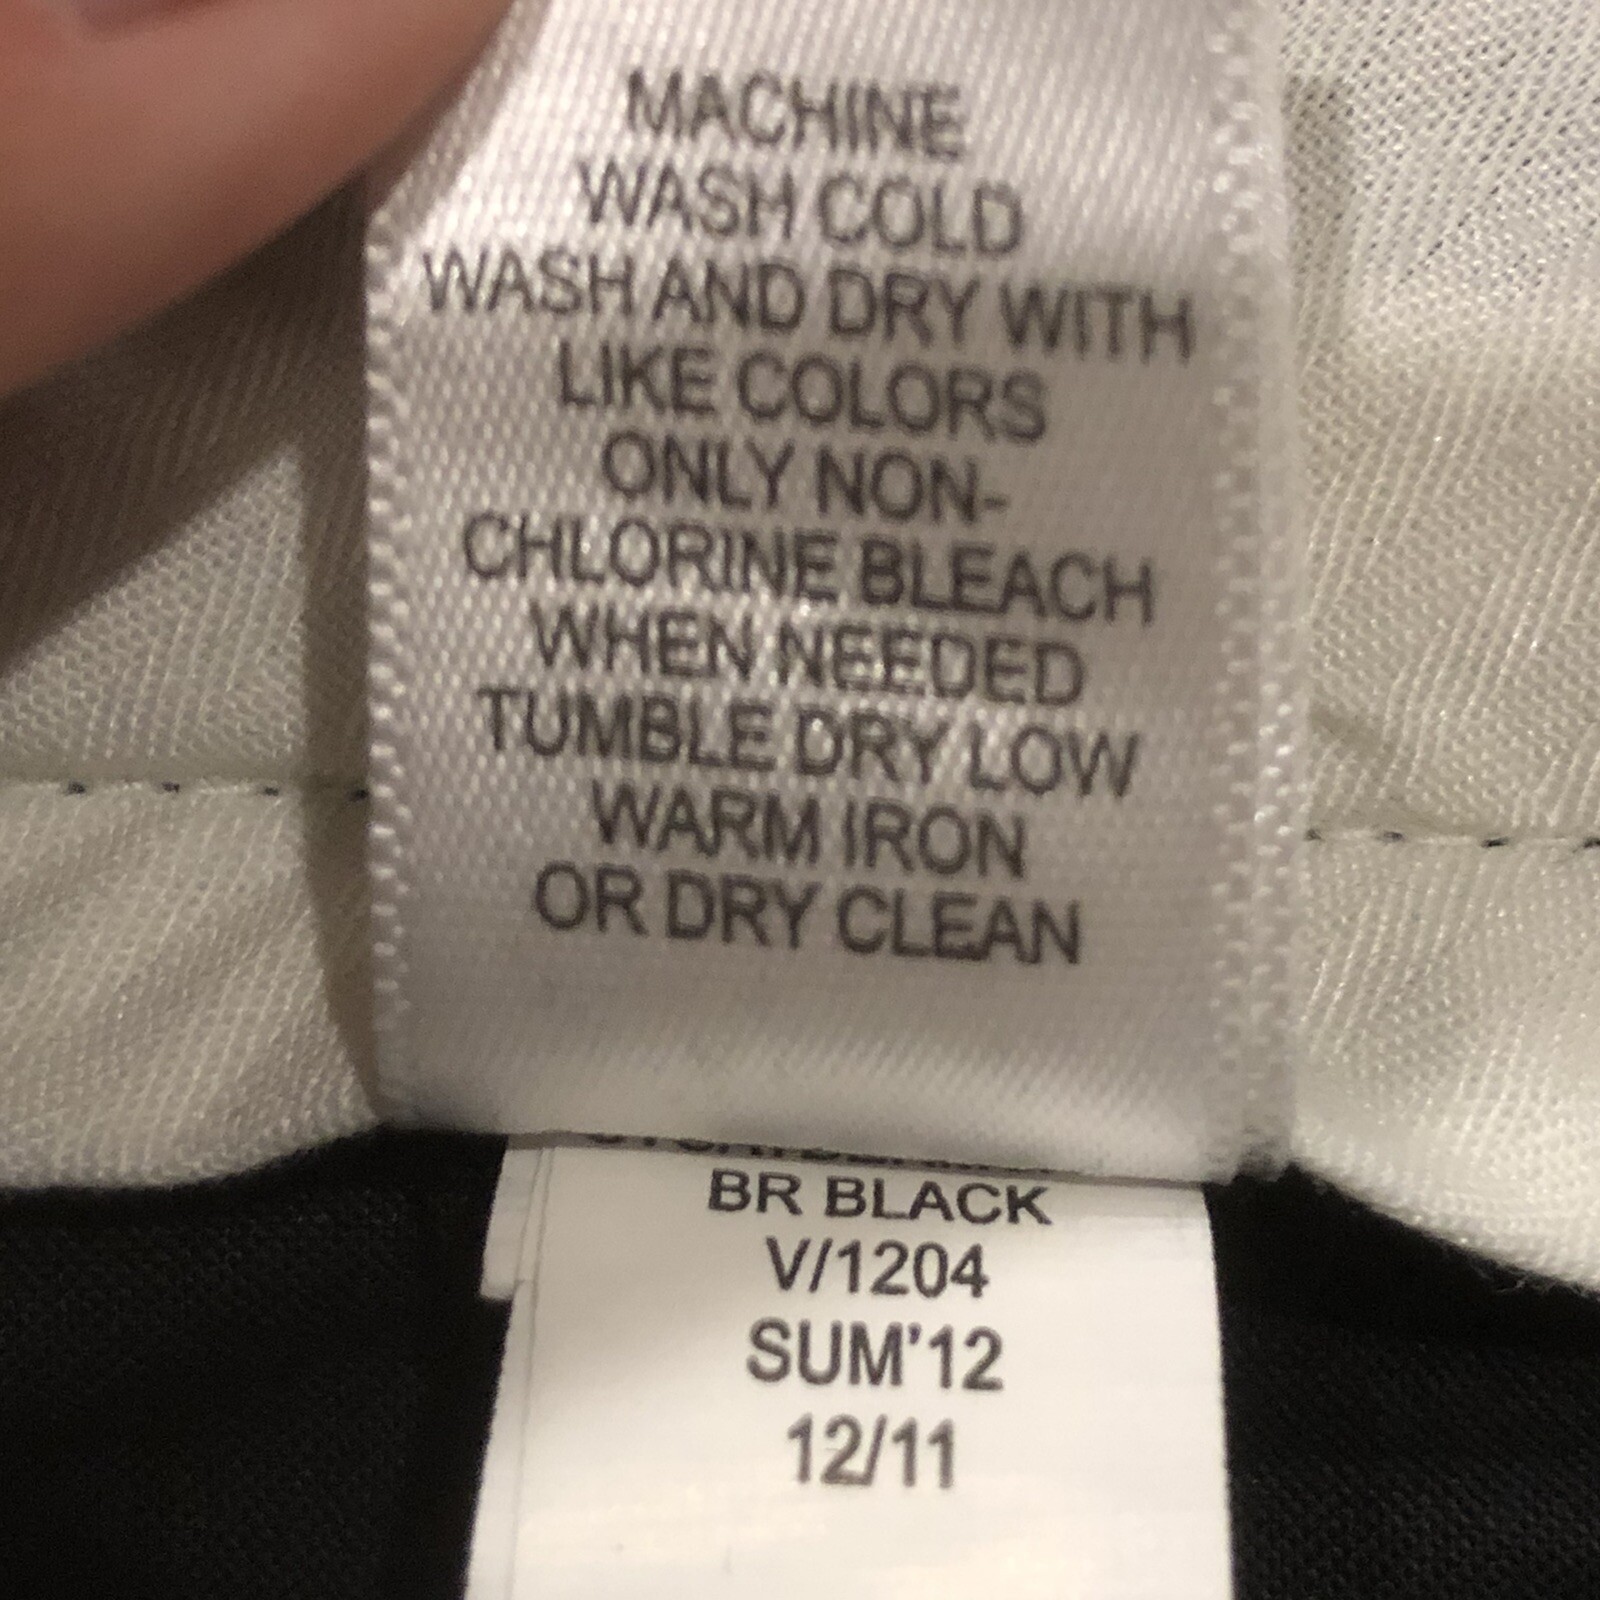 MACHINE
WASH COLD
WASH AND DRY WITH
LIKE COLORS
ONLY NON-
CHLORINE BLEACH
WHEN NEEDED
TUMBLE DRY LOW
WARM IRON
OR DRY CLEAN
BR BLACK
V/1204
SUM'12
12/11